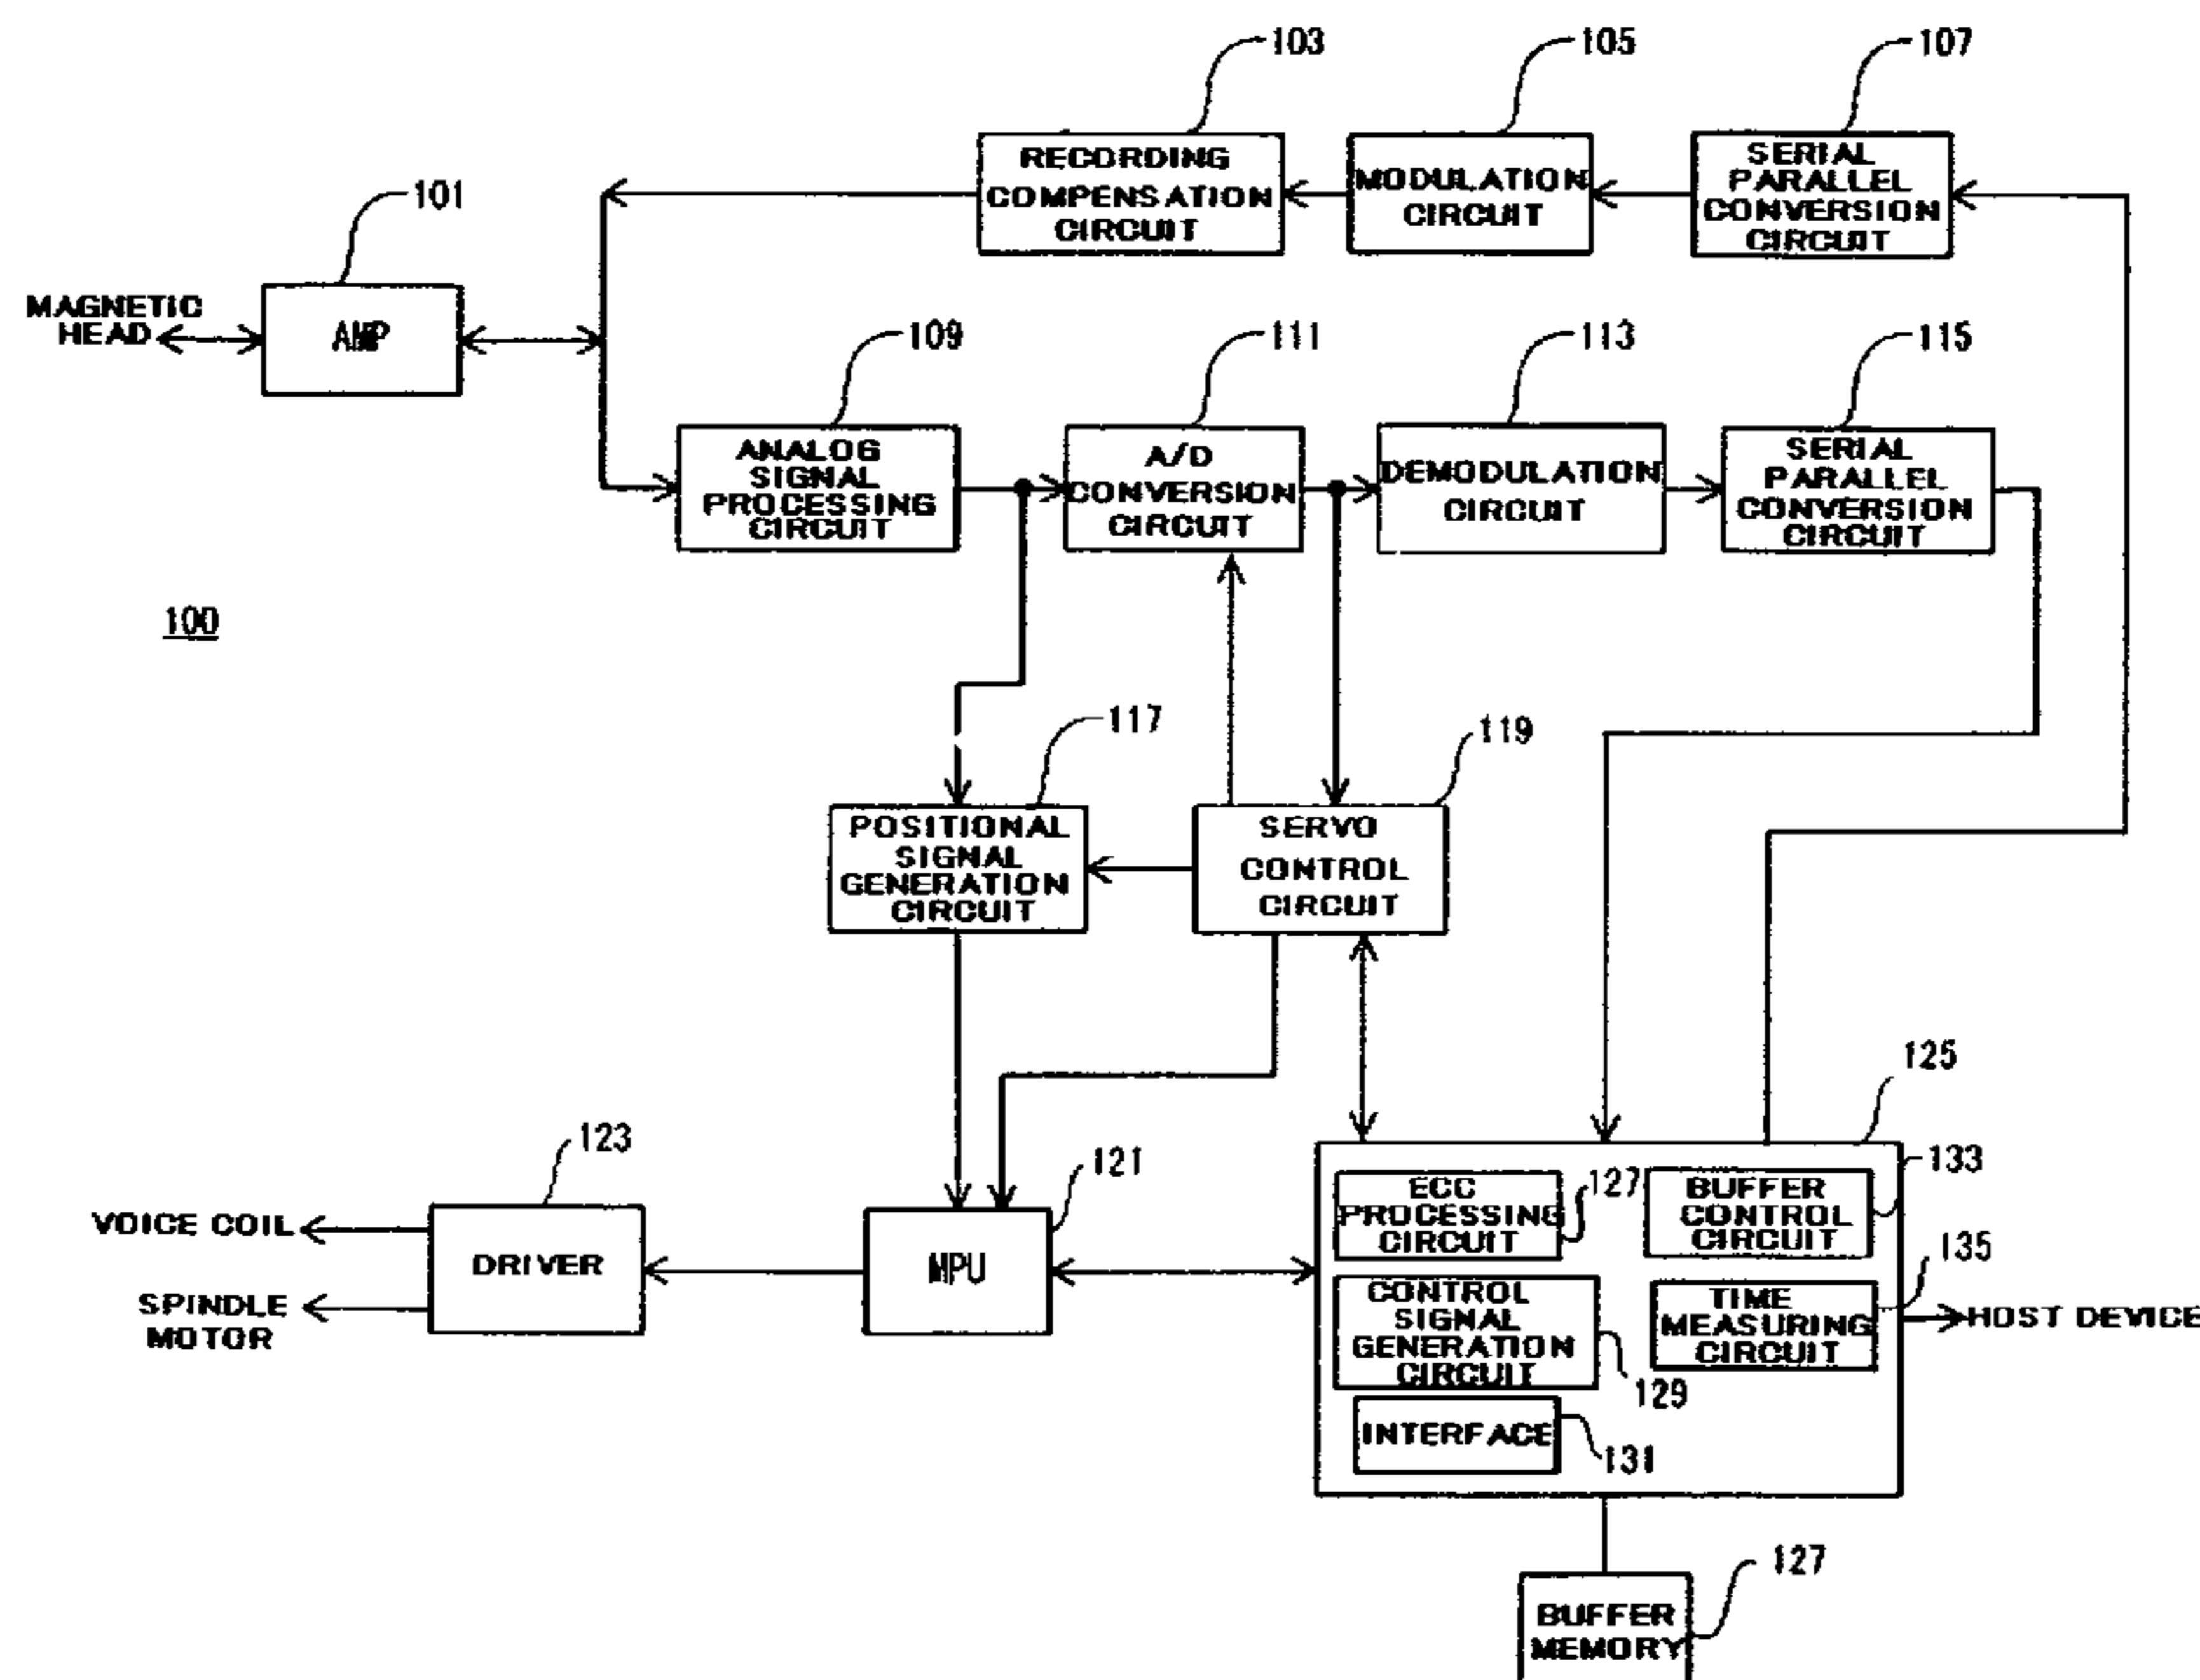 103
105
107
RECORDING
COMPENSATION
CIRCUIT
MODULATION
CIRCUIT
SERIAL
PARALLEL
CONVERSION
CIRCUIT
101
MAGNETIC
HEAD
AMP
109
111
113
115
ANALOG
SIGNAL
PROCESSING
CIRCUIT
A/D
CONVERSION
CIRCUIT
DEMODULATION
CIRCUIT
SERIAL
PARALLEL
CONVERSION
CIRCUIT
100
117
119
POSITIONAL
SIGNAL
GENERATION
CIRCUIT
SERVO
CONTROL
CIRCUIT
125
123
121
VOICE COIL
SPINDLE
MOTOR
DRIVER
MPU
ECC
PROCESSING
CIRCUIT
127
BUFFER
CONTROL
CIRCUIT
133
135
CONTROL
SIGNAL
GENERATION
CIRCUIT
129
TIME
MEASURING
CIRCUIT
HOST DEVICE
INTERFACE
131
127
BUFFER
MEMORY